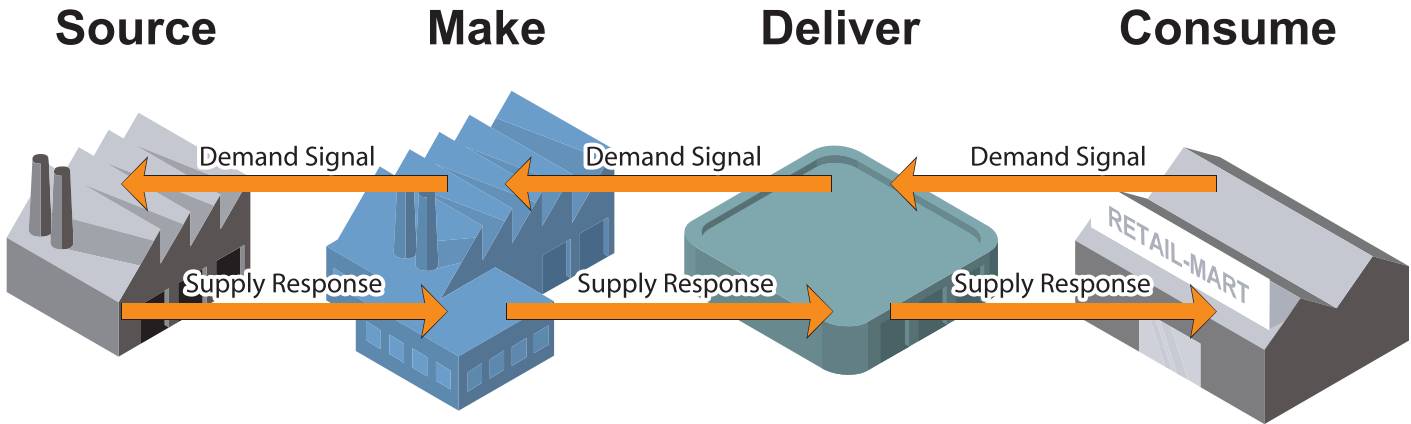 Source
Make
Deliver
Consume
Demand Signal
Demand Signal
Demand Signal
RETAIL-MART
Supply Response
Supply Response
Supply Response